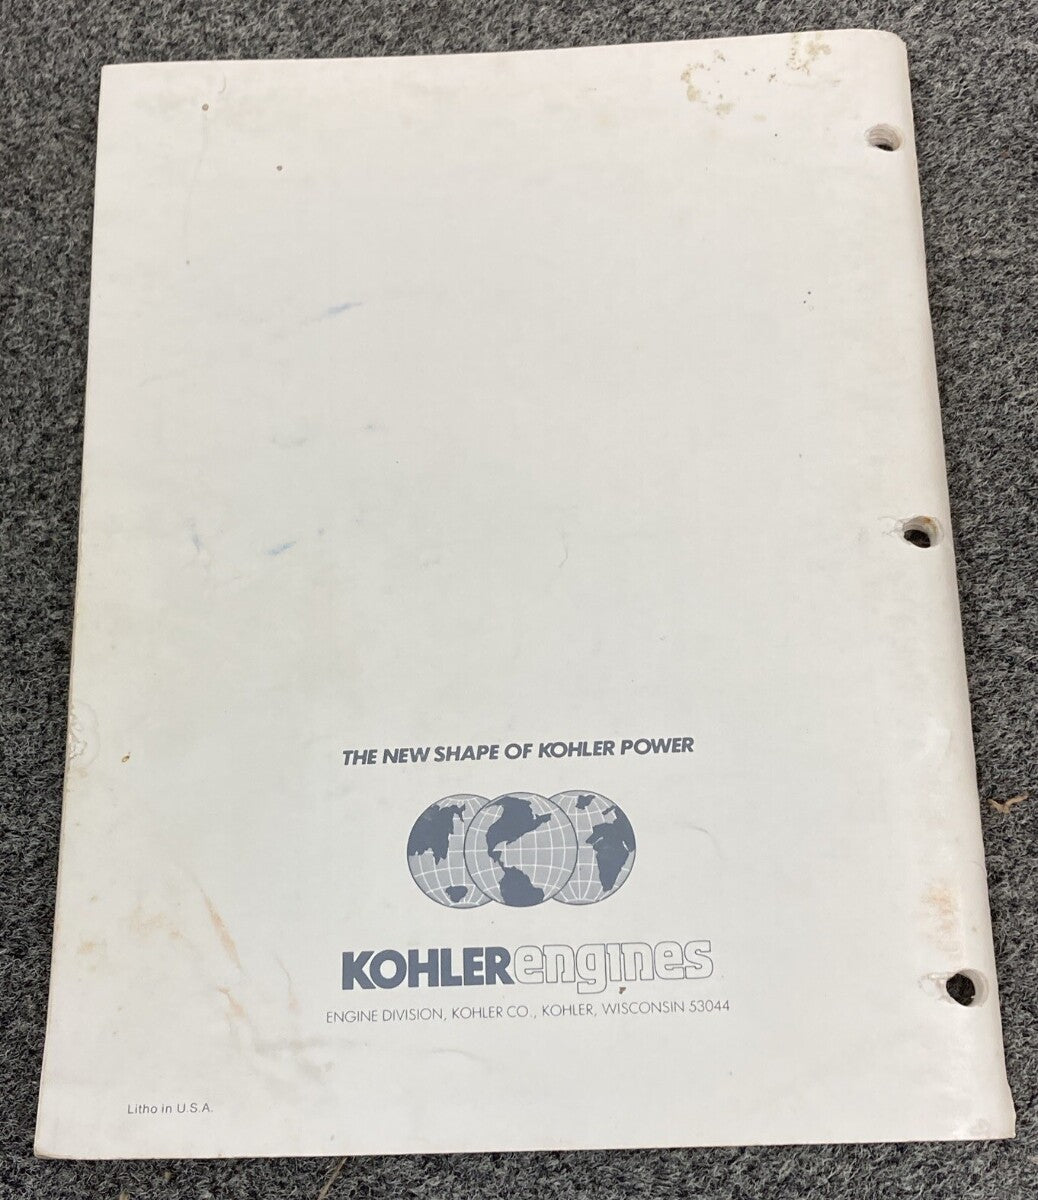 THE NEW SHAPE OF KOHLER POWER
KOHLERengines
ENGINE DIVISION, KOHLER CO., KOHLER, WISCONSIN 53044
Litho in U.S.A.